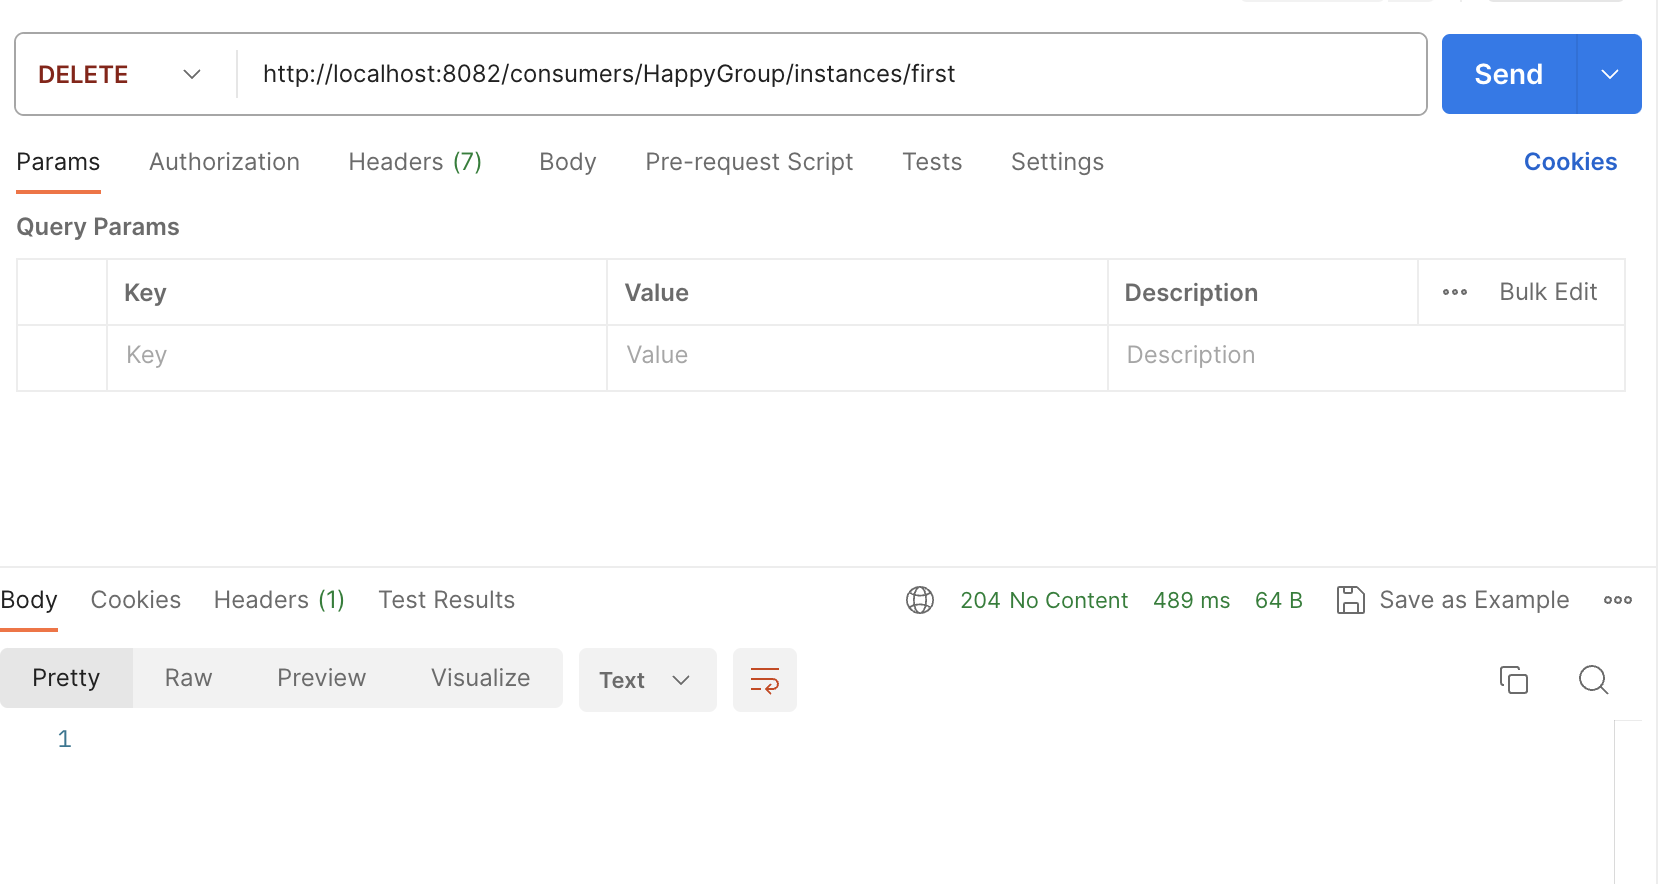 DELETE http://localhost:8082/consumers/HappyGroup/instances/first Send
Params Authorization Headers (7) Body Pre-request Script Tests Settings Cookies
Query Params
Key Value Description Bulk Edit
Key Value Description
Body Cookies Headers (1) Test Results 204 No Content 489 ms 64 B Save as Example
Pretty Raw Preview Visualize Text
1